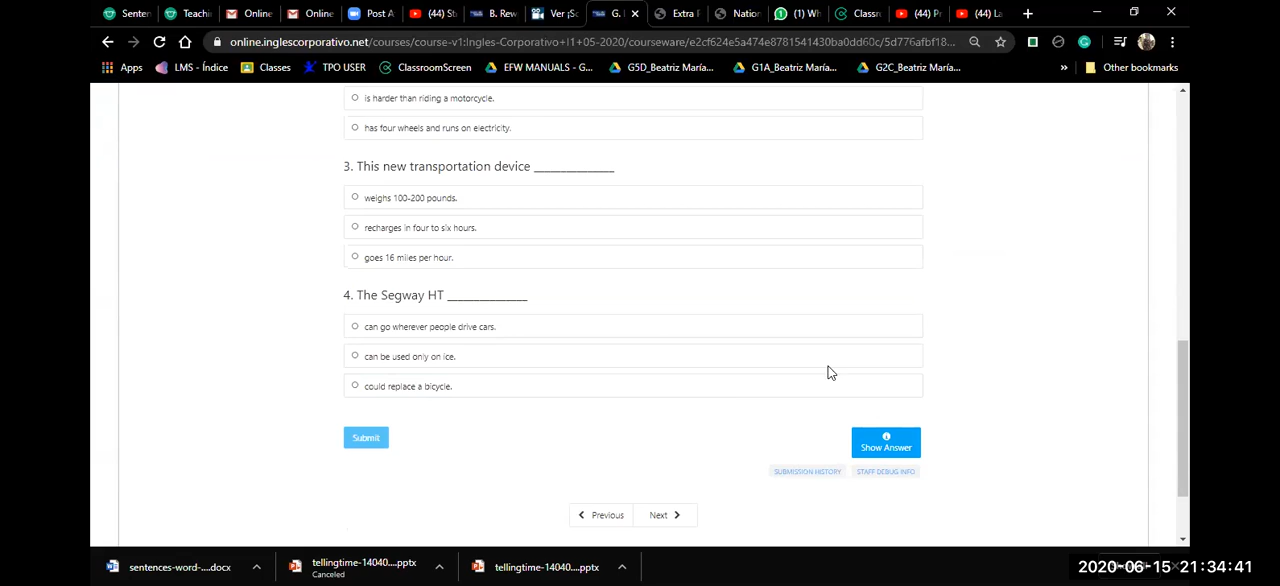 Senten
Teachi
Online
Online
Post A
(44) St
B. Rew
Ver ¡So
G.
Extra P
Nation
(1) Wh
Classr
(44) Pr
(44) La
online.inglescorporativo.net/courses/course-v1:Ingles-Corporativo+I1+05-2020/courseware/e2cf624e5a474e8781541430ba0dd60c/5d776afbf18...
Apps
LMS - Índice
Classes
TPO USER
ClassroomScreen
EFW MANUALS - G...
G5D_Beatriz María...
G1A_Beatriz María...
G2C_Beatriz María...
»
Other bookmarks
is harder than riding a motorcycle.
has four wheels and runs on electricity.
3. This new transportation device _______________
weighs 100-200 pounds.
recharges in four to six hours.
goes 16 miles per hour.
4. The Segway HT _______________
can go wherever people drive cars.
can be used only on ice.
could replace a bicycle.
Submit
Show Answer
SUBMISSION HISTORY
STAFF DEBUG INFO
Previous
Next
sentences-word-....docx
tellingtime-14040....pptx
Canceled
tellingtime-14040....pptx
2020-06-15 21:34:41